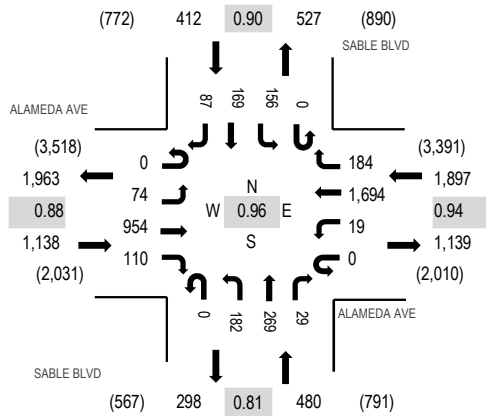 (772) 412 0.90 527 (890)
SABLE BLVD
87 169 156 0
ALAMEDA AVE
(3,518) 0 184 (3,391)
1,963 74 N 1,694 1,897
0.88 954 W 0.96 E 19 0.94
1,138 110 S 0 1,139
(2,031) (2,010)
0 182 269 29
ALAMEDA AVE
SABLE BLVD
(567) 298 0.81 480 (791)